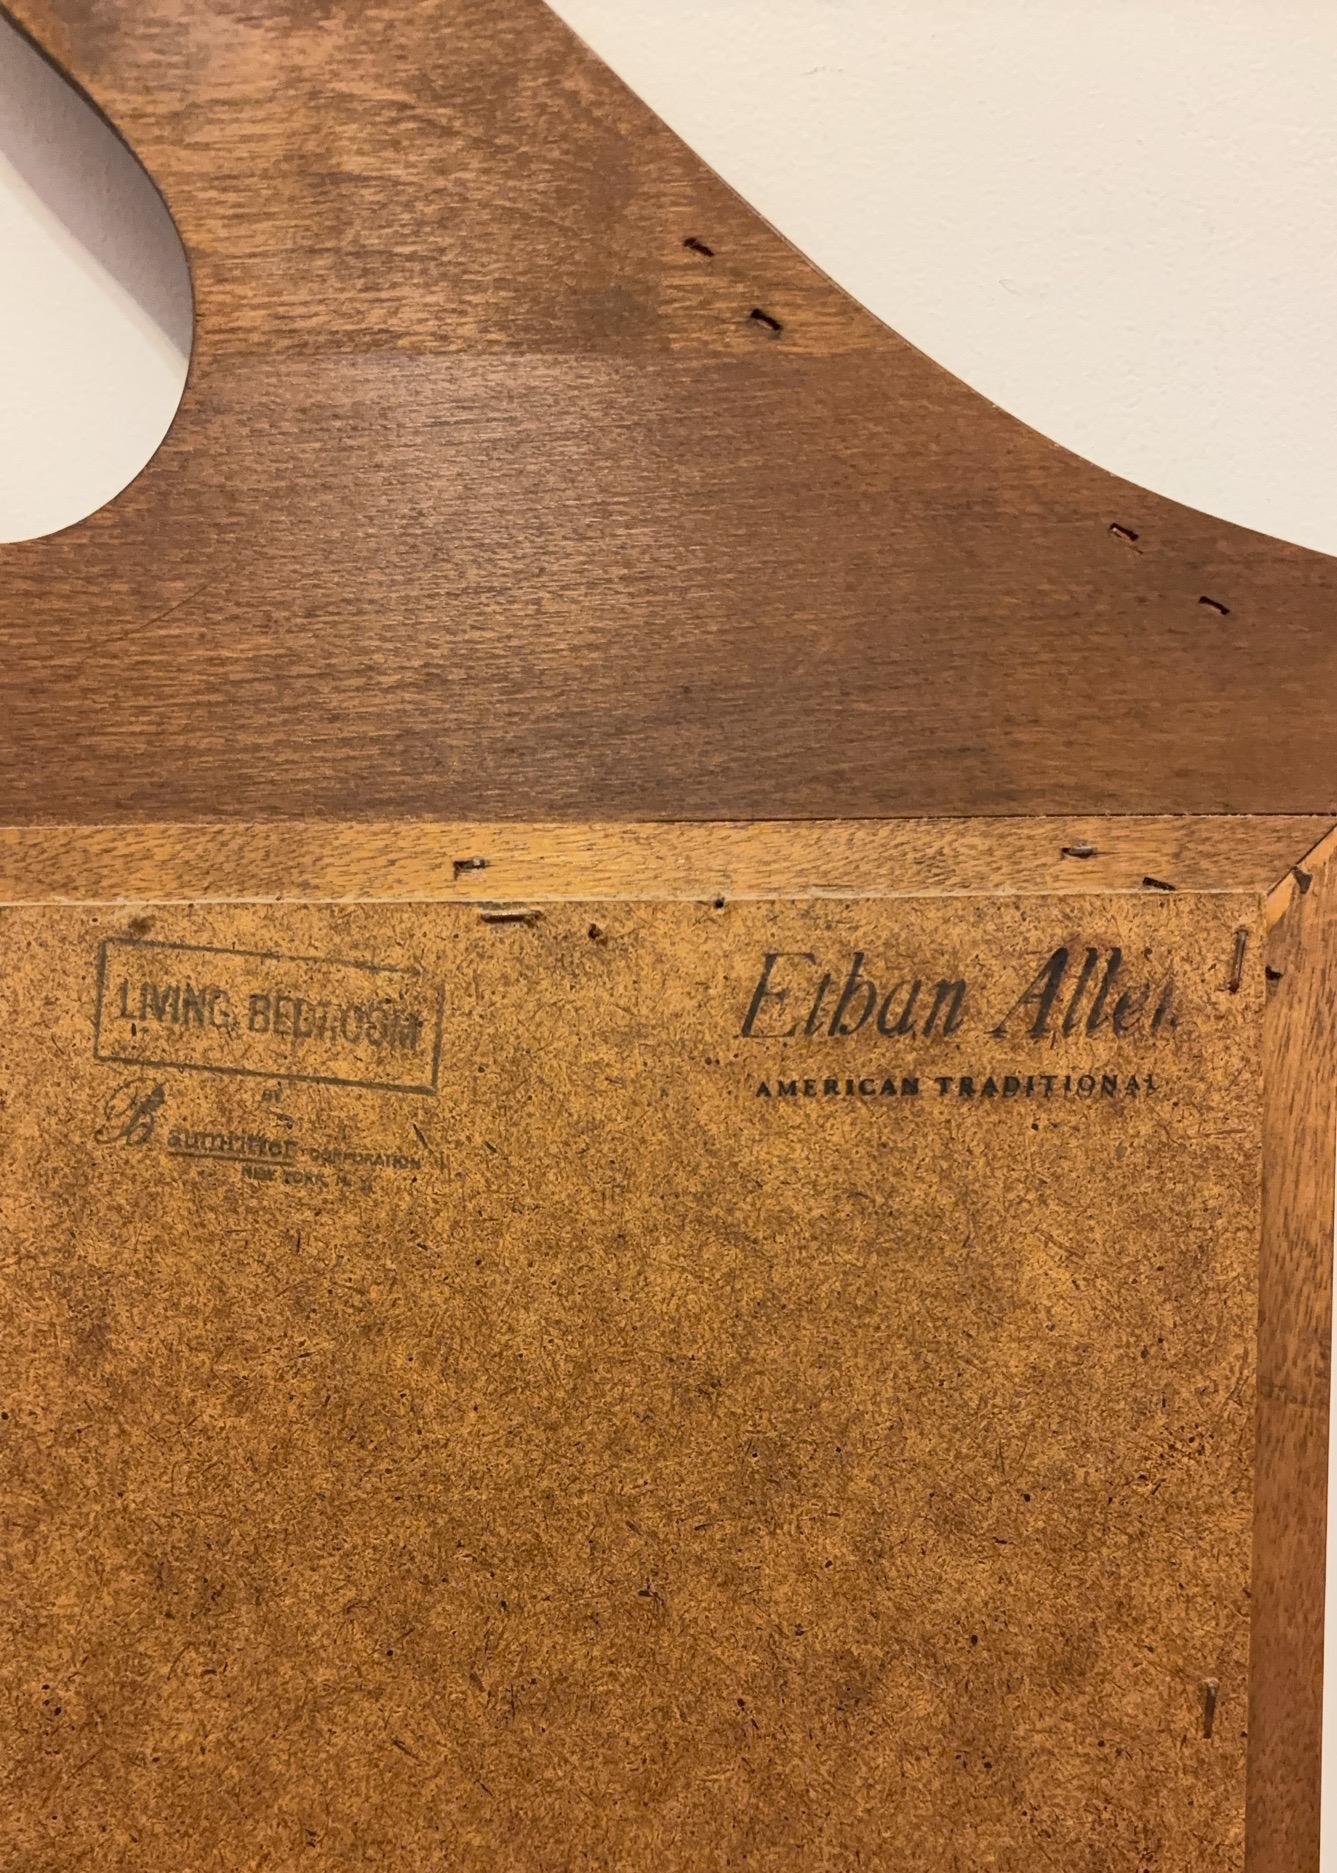 LIVING BEDROOM
BY
Baumritter CORPORATION
NEW YORK, N. Y.
Ethan Allen
AMERICAN TRADITIONAL